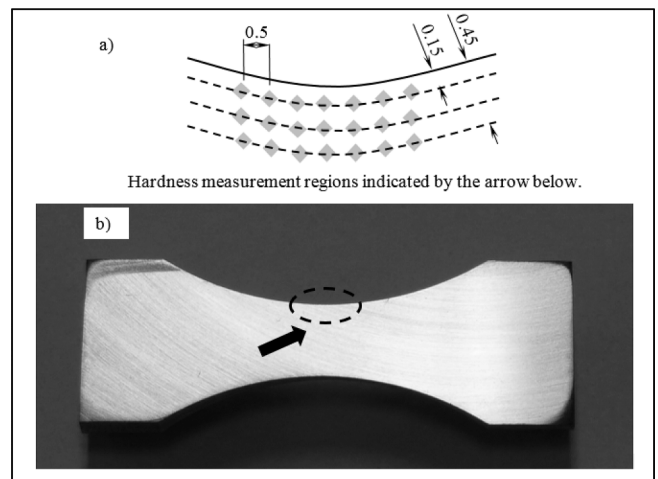 a)
0.5
0.15
0.45
Hardness measurement regions indicated by the arrow below.
b)